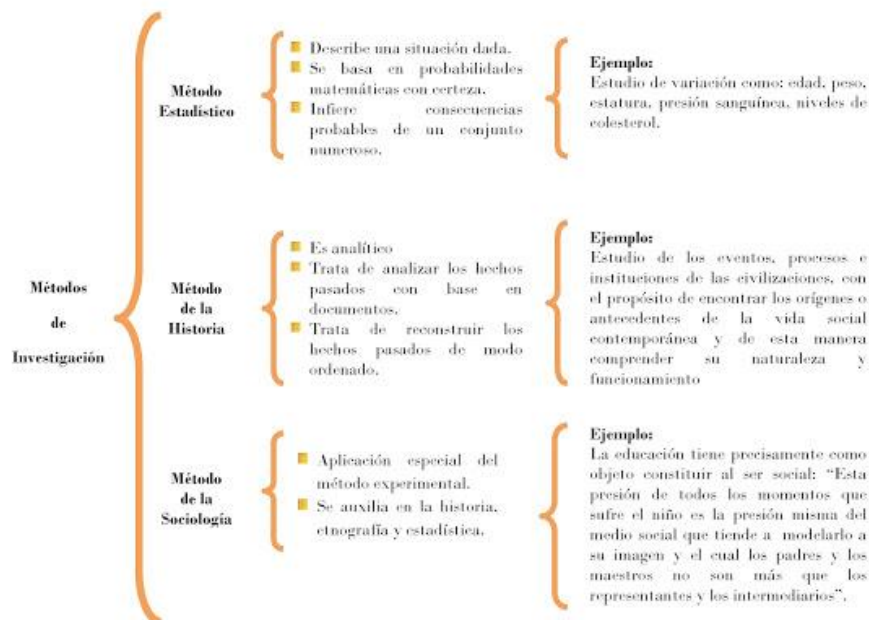 Métodos
de
Investigación
Método
Estadístico
Describe una situación dada.
Se basa en probabilidades
matemáticas con certeza.
Infiere consecuencias
probables de un conjunto
numeroso.
Ejemplo:
Estudio de variación como: edad, peso,
estatura, presión sanguínea, niveles de
colesterol.
Método
de la
Historia
Es analítico
Trata de analizar los hechos
pasados con base en
documentos.
Trata de reconstruir los
hechos pasados de modo
ordenado.
Ejemplo:
Estudio de los eventos, procesos e
instituciones de las civilizaciones, con
el propósito de encontrar los orígenes o
antecedentes de la vida social
contemporánea y de esta manera
comprender su naturaleza y
funcionamiento
Método
de la
Sociología
Aplicación especial del
método experimental.
Se auxilia en la historia,
etnografía y estadística.
Ejemplo:
La educación tiene precisamente como
objeto constituir al ser social: “Esta
presión de todos los momentos que
sufre el niño es la presión misma del
medio social que tiende a modelarlo a
su imagen y el cual los padres y los
maestros no son más que los
representantes y los intermediarios”.